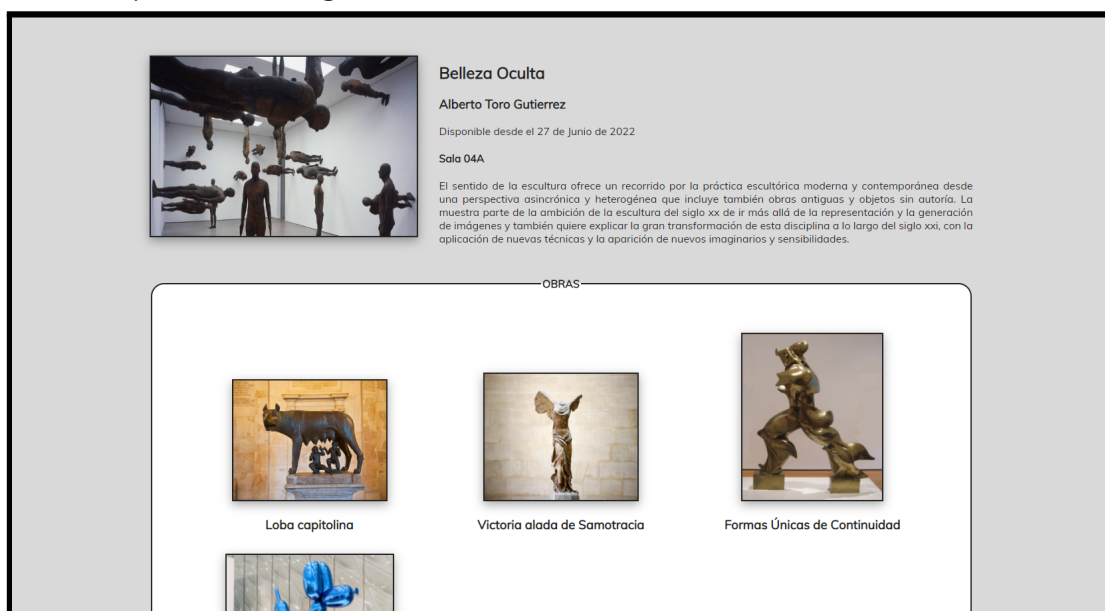 Belleza Oculta
Alberto Toro Gutierrez
Disponible desde el 27 de Junio de 2022
Sala 04A
El sentido de la escultura ofrece un recorrido por la práctica escultórica moderna y contemporánea desde
una perspectiva asincrónica y heterogénea que incluye también obras antiguas y objetos sin autoría. La
muestra parte de la ambición de la escultura del siglo xx de ir más allá de la representación y la generación
de imágenes y también quiere explicar la gran transformación de esta disciplina a lo largo del siglo xxi, con la
aplicación de nuevas técnicas y la aparición de nuevos imaginarios y sensibilidades.
OBRAS
Loba capitolina
Victoria alada de Samotracia
Formas Únicas de Continuidad